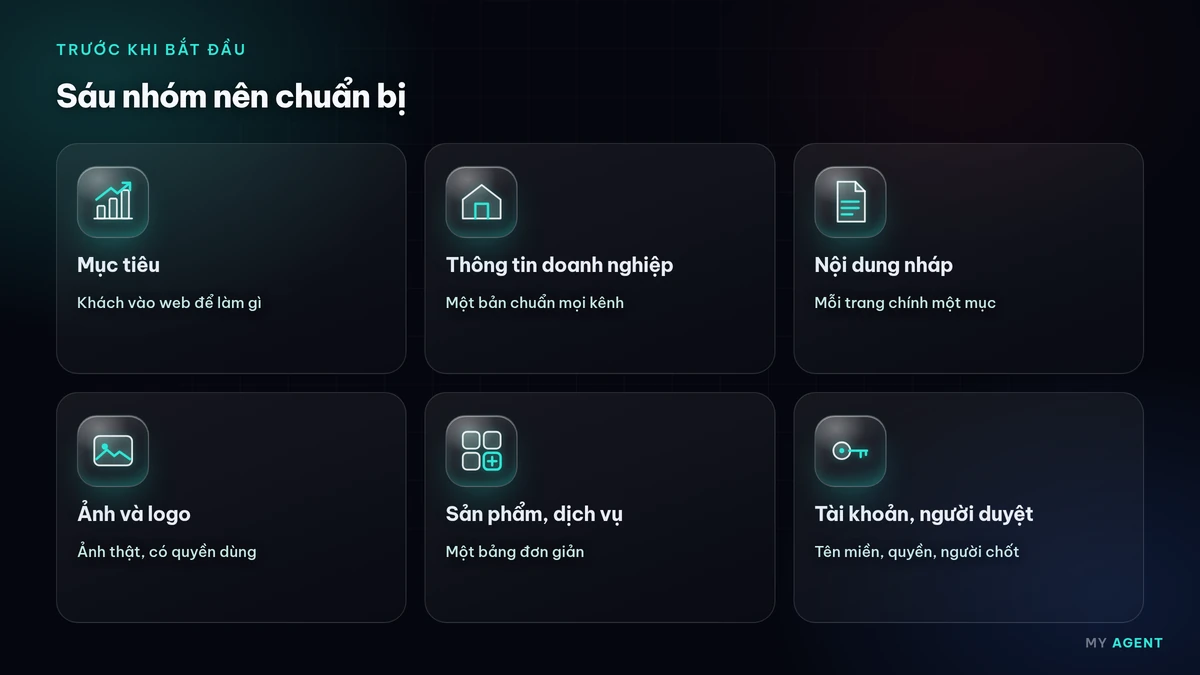 TRƯỚC KHI BẮT ĐẦU
Sáu nhóm nên chuẩn bị
Mục tiêu
Khách vào web để làm gì
Thông tin doanh nghiệp
Một bản chuẩn mọi kênh
Nội dung nháp
Mỗi trang chính một mục
Ảnh và logo
Ảnh thật, có quyền dùng
Sản phẩm, dịch vụ
Một bảng đơn giản
Tài khoản, người duyệt
Tên miền, quyền, người chốt
MY AGENT